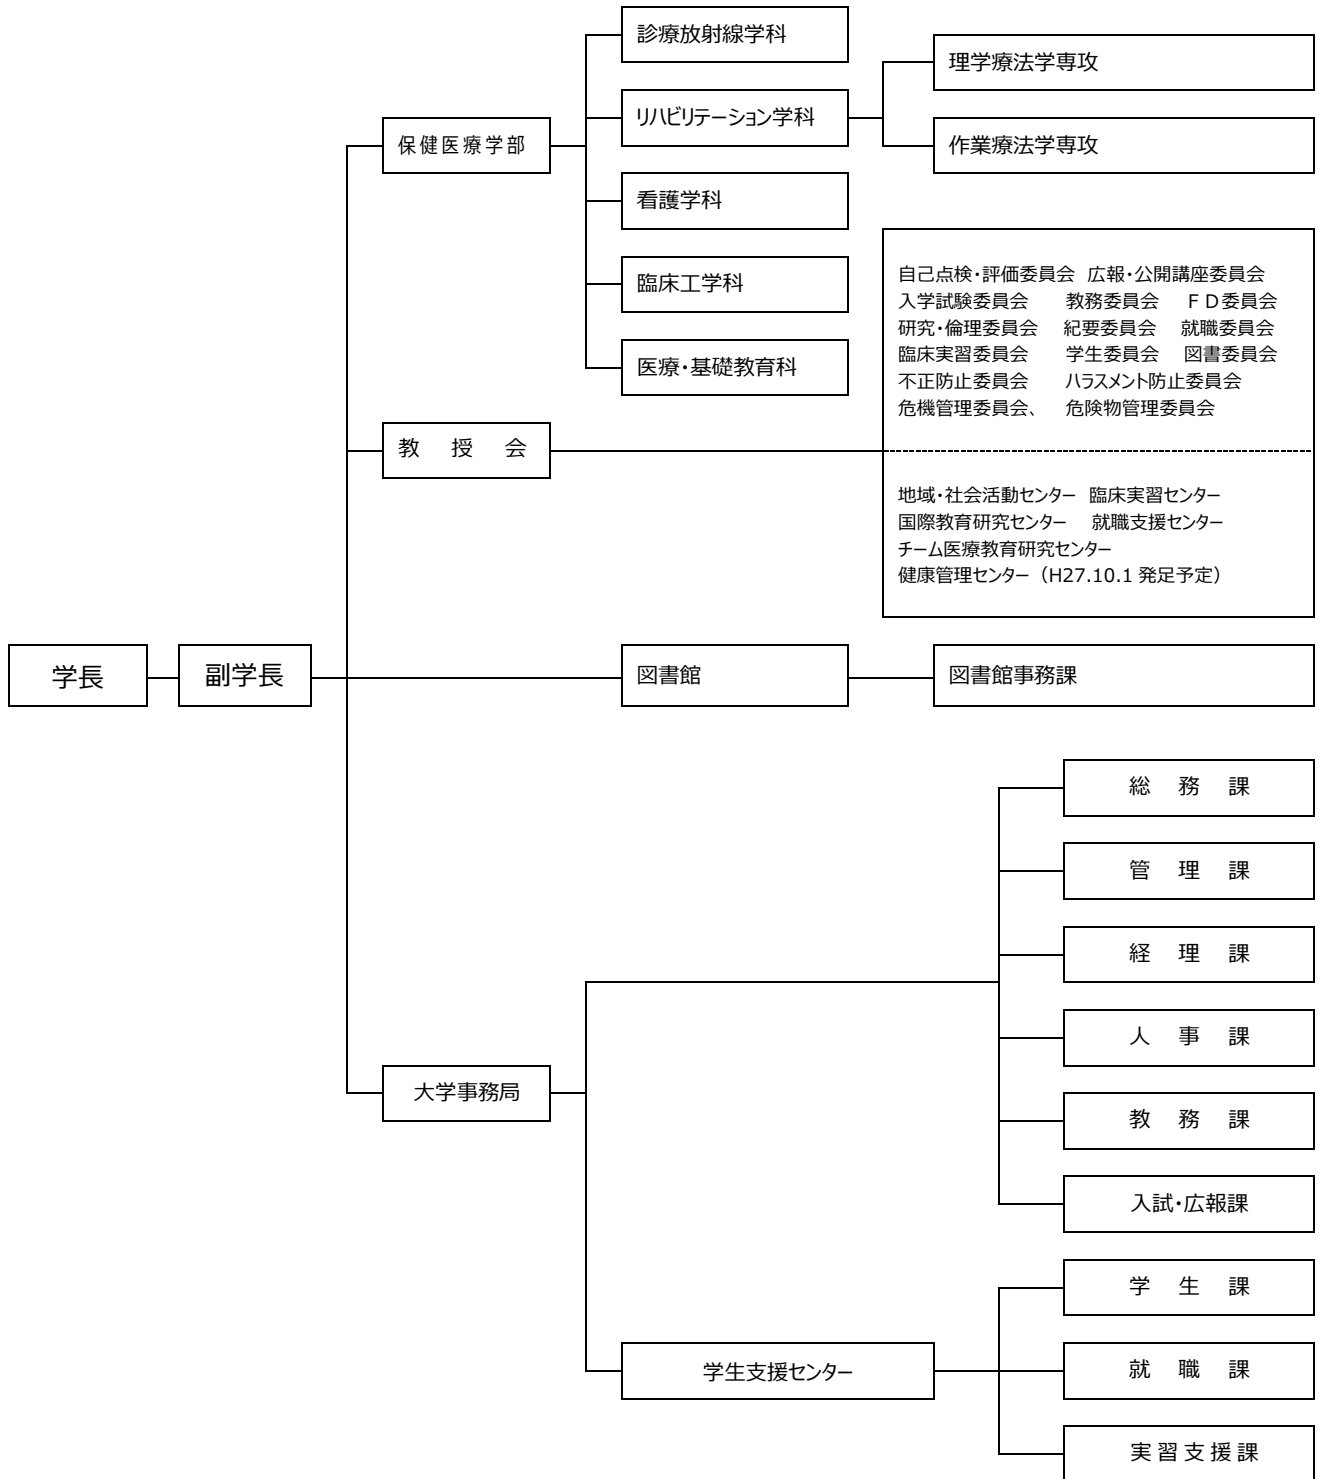 診療放射線学科
理学療法学専攻
リハビリテーション学科
保健医療学部
作業療法学専攻
看護学科
自己点検・評価委員会 広報・公開講座委員会
入学試験委員会 教務委員会 ＦＤ委員会
研究・倫理委員会 紀要委員会 就職委員会
臨床実習委員会 学生委員会 図書委員会
不正防止委員会 ハラスメント防止委員会
危機管理委員会、 危険物管理委員会
臨床工学科
医療・基礎教育科
教 授 会
地域・社会活動センター 臨床実習センター
国際教育研究センター 就職支援センター
チーム医療教育研究センター
健康管理センター（H27.10.1 発足予定）
学長
副学長
図書館
図書館事務課
総 務 課
管 理 課
経 理 課
人 事 課
大学事務局
教 務 課
入試・広報課
学 生 課
学生支援センター
就 職 課
実習支援課